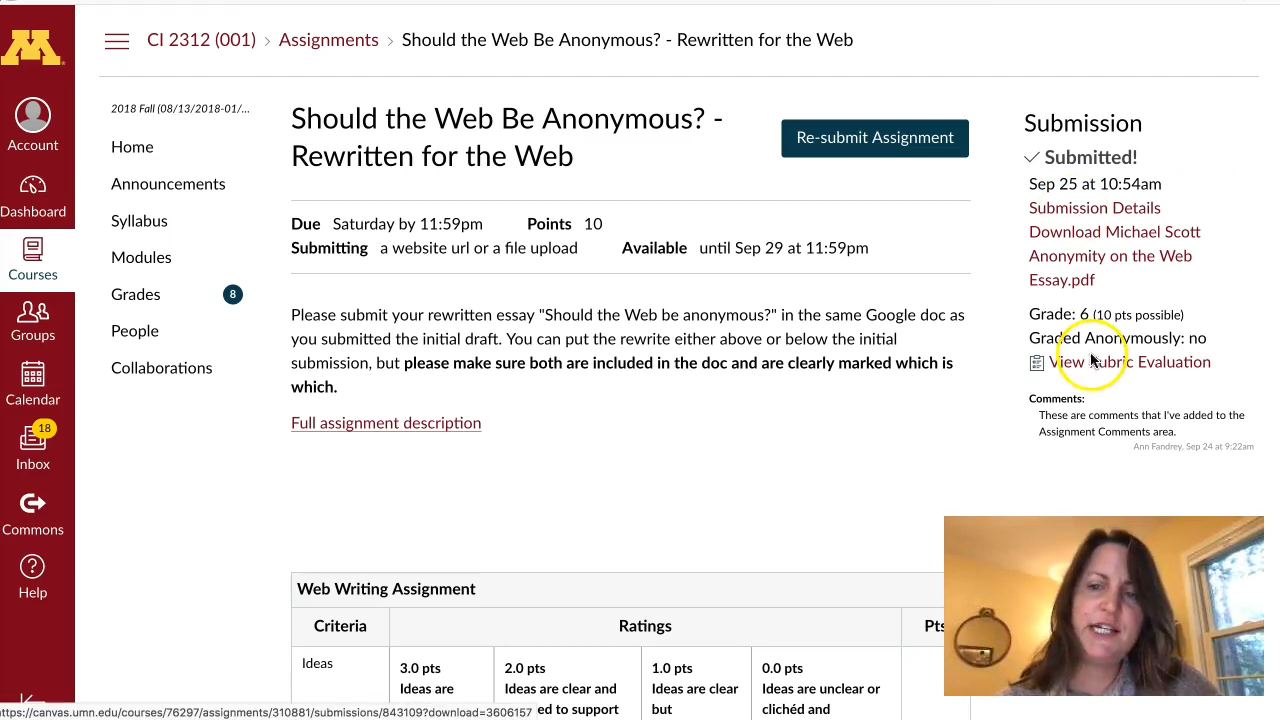 CI 2312 (001) › Assignments › Should the Web Be Anonymous? - Rewritten for the Web
M
Account
Dashboard
Courses
Groups
Calendar
18
Inbox
Commons
Help
2018 Fall (08/13/2018-01/...
Home
Announcements
Syllabus
Modules
Grades 8
People
Collaborations
Should the Web Be Anonymous? -
Rewritten for the Web
Re-submit Assignment
Due Saturday by 11:59pm Points 10
Submitting a website url or a file upload Available until Sep 29 at 11:59pm
Please submit your rewritten essay "Should the Web be anonymous?" in the same Google doc as
you submitted the initial draft. You can put the rewrite either above or below the initial
submission, but please make sure both are included in the doc and are clearly marked which is
which.
Full assignment description
Web Writing Assignment
Criteria Ratings Pts
Ideas
3.0 pts
Ideas are
2.0 pts
Ideas are clear and
ed to support
1.0 pts
Ideas are clear
but
0.0 pts
Ideas are unclear or
clichéd and
Submission
Submitted!
Sep 25 at 10:54am
Submission Details
Download Michael Scott
Anonymity on the Web
Essay.pdf
Grade: 6 (10 pts possible)
Graded Anonymously: no
View Rubric Evaluation
Comments:
These are comments that I've added to the
Assignment Comments area.
Ann Fandrey, Sep 24 at 9:22am
https://canvas.umn.edu/courses/76297/assignments/310881/submissions/843109?download=3606157